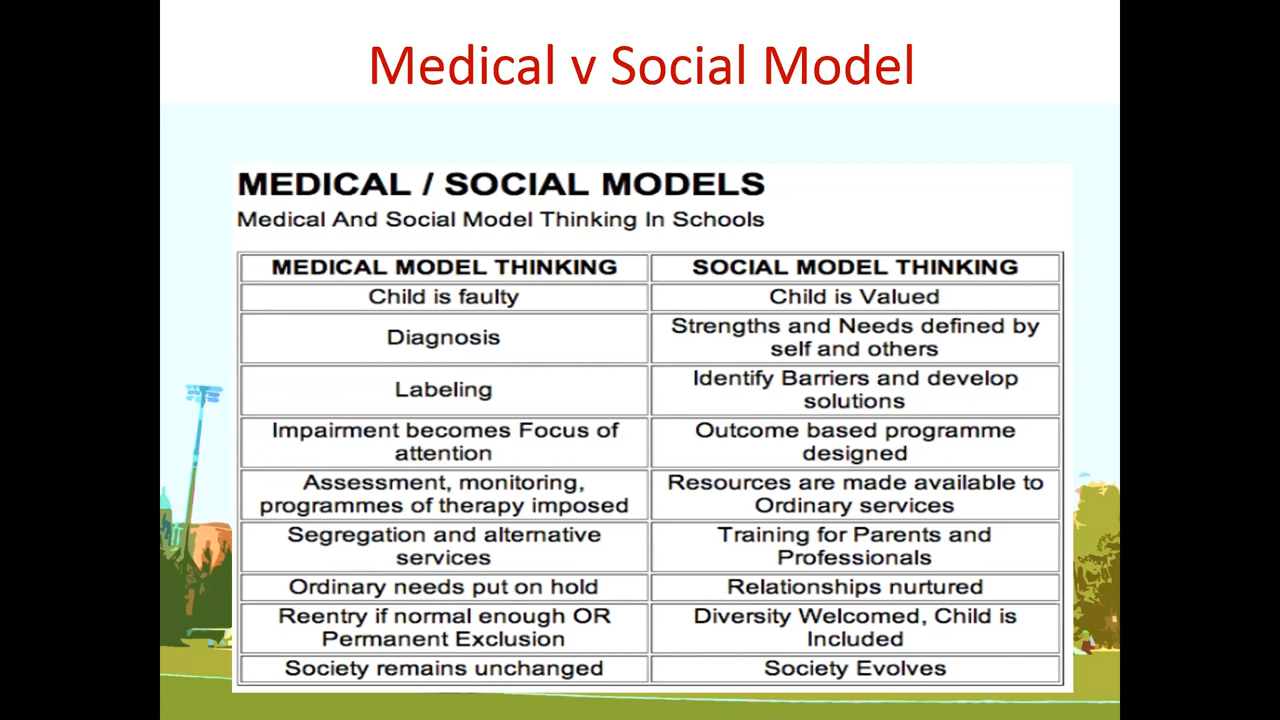 Medical v Social Model
MEDICAL / SOCIAL MODELS
Medical And Social Model Thinking In Schools
MEDICAL MODEL THINKING
SOCIAL MODEL THINKING
Child is faulty
Child is Valued
Diagnosis
Strengths and Needs defined by
self and others
Labeling
Identify Barriers and develop
solutions
Impairment becomes Focus of
attention
Outcome based programme
designed
Assessment, monitoring,
programmes of therapy imposed
Resources are made available to
Ordinary services
Segregation and alternative
services
Training for Parents and
Professionals
Ordinary needs put on hold
Relationships nurtured
Reentry if normal enough OR
Permanent Exclusion
Diversity Welcomed, Child is
Included
Society remains unchanged
Society Evolves